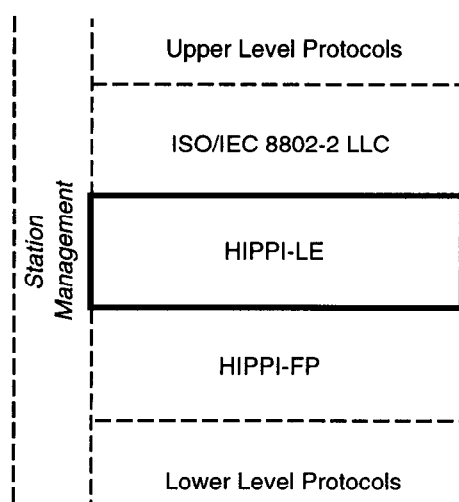 Upper Level Protocols
ISO/IEC 8802-2 LLC
Station
Management
HIPPI-LE
HIPPI-FP
Lower Level Protocols